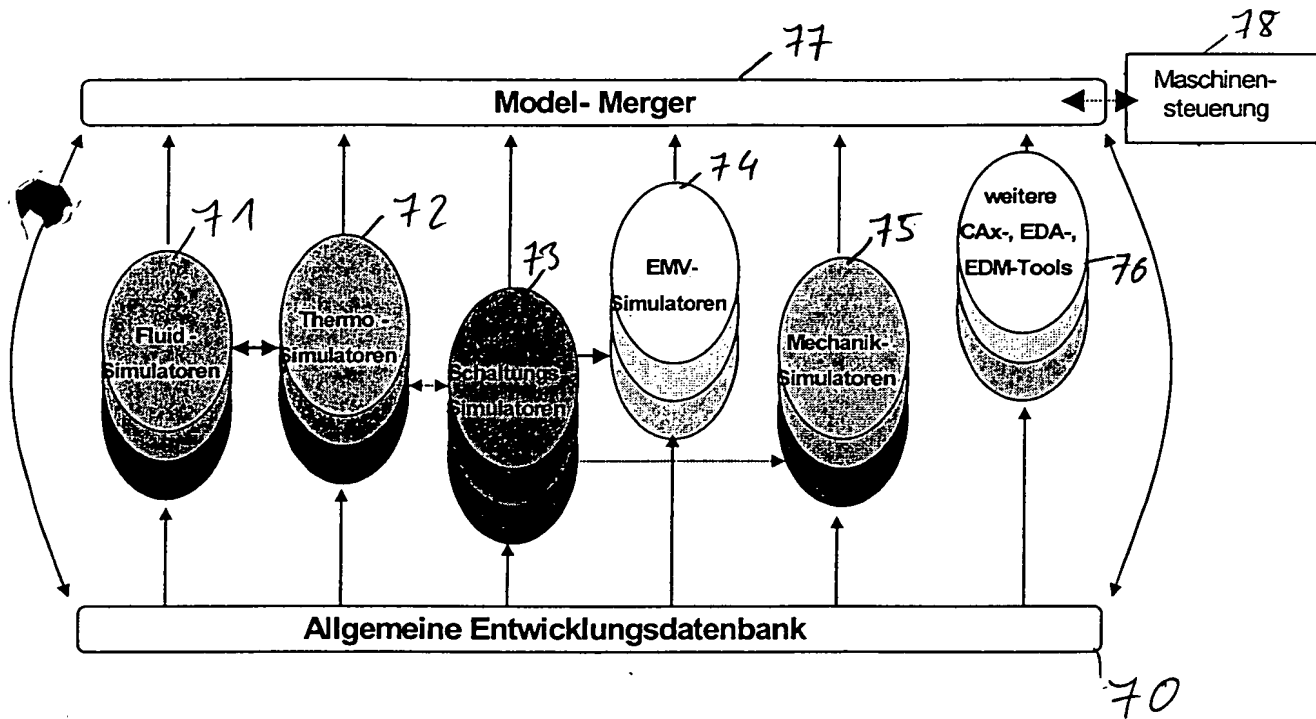 77
78
Model- Merger
Maschinen-
steuerung
71
72
73
74
75
76
Fluid -
Simulatoren
Thermo -
Simulatoren
Schaltungs-
Simulatoren
EMV-
Simulatoren
Mechanik-
Simulatoren
weitere
CAx-, EDA-,
EDM-Tools
Allgemeine Entwicklungsdatenbank
70